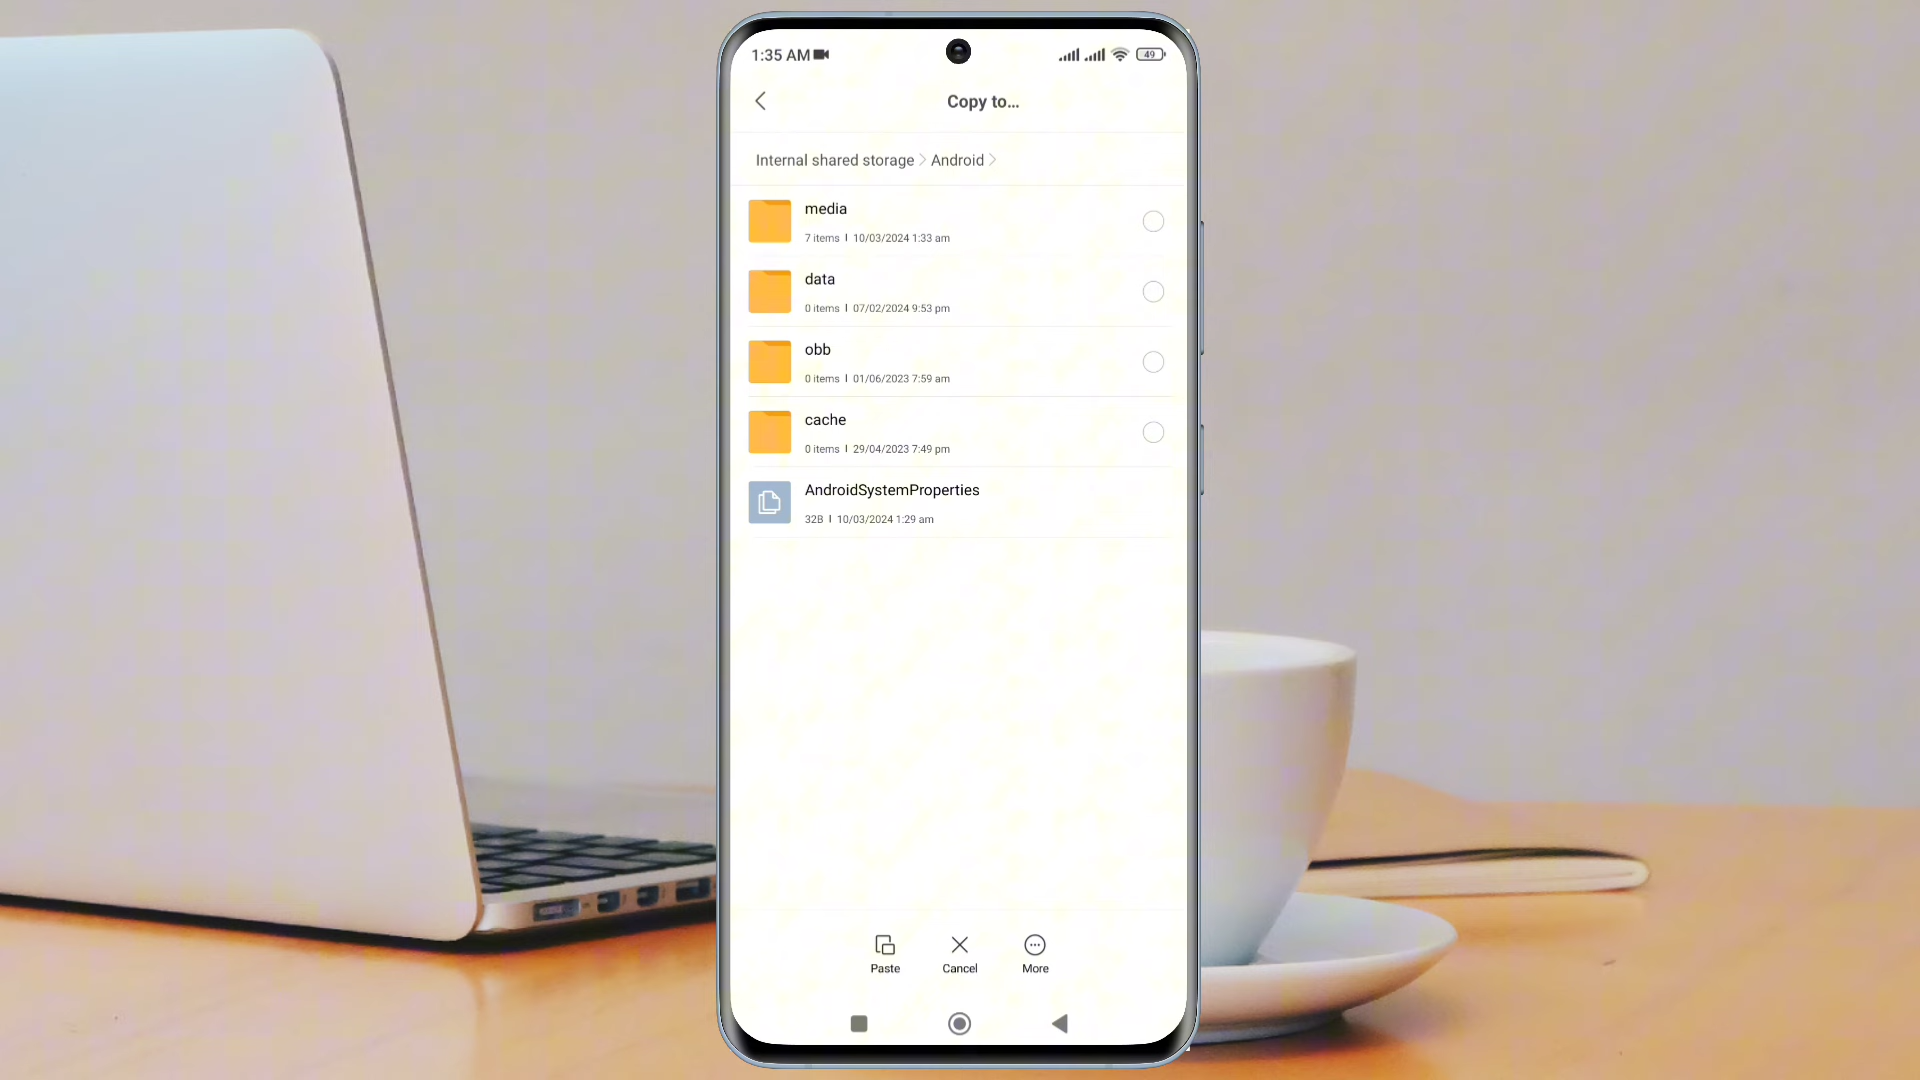 1:35 AM
49
Copy to...
Internal shared storage > Android >
media
7 items | 10/03/2024 1:33 am
data
0 items | 07/02/2024 9:53 pm
obb
0 items | 01/06/2023 7:59 am
cache
0 items | 29/04/2023 7:49 pm
AndroidSystemProperties
32B | 10/03/2024 1:29 am
Paste
Cancel
More